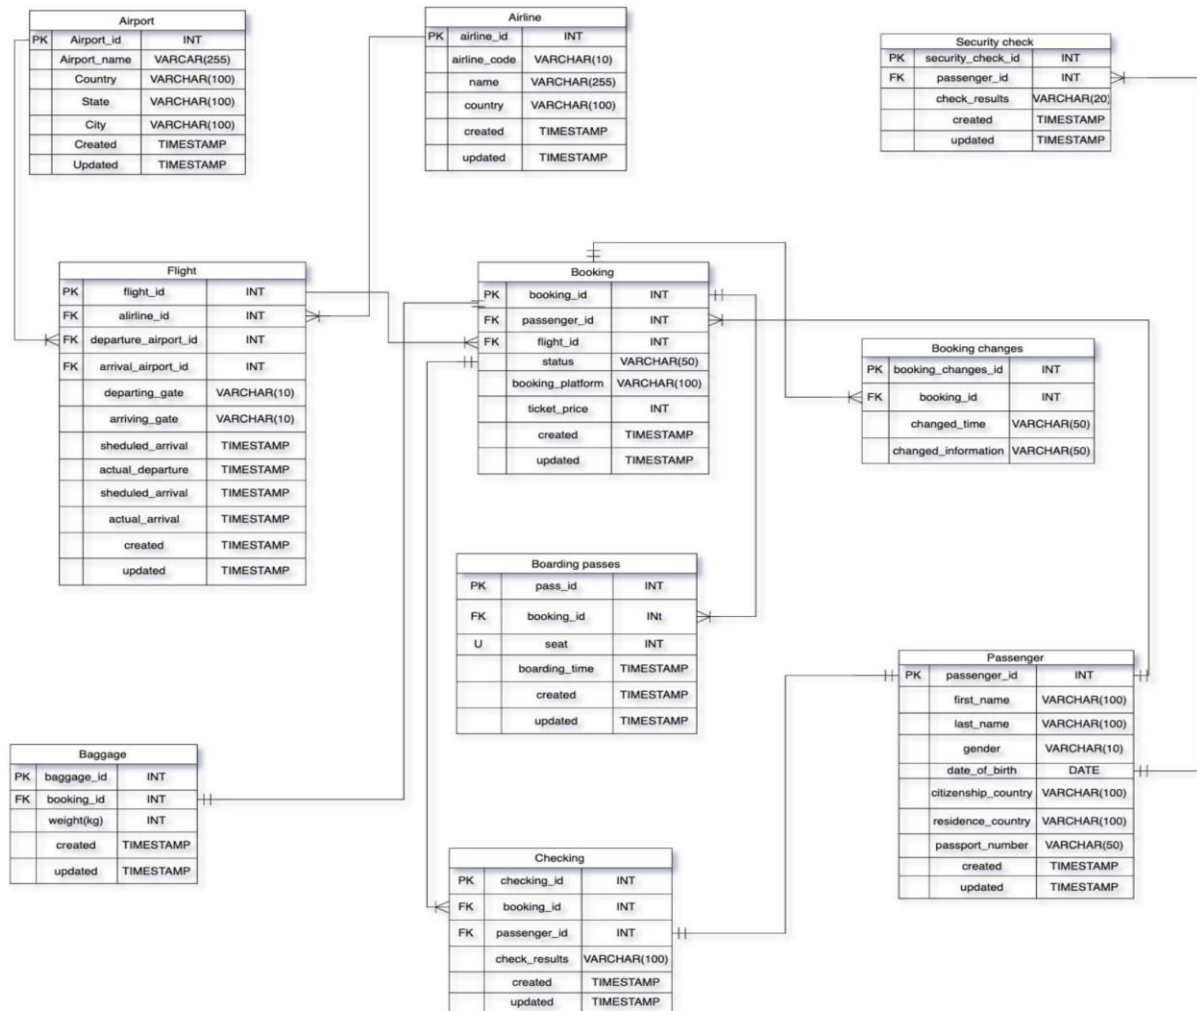 Airport
PK Airport_id INT
Airport_name VARCAR(255)
Country VARCHAR(100)
State VARCHAR(100)
City VARCHAR(100)
Created TIMESTAMP
Updated TIMESTAMP
Airline
PK airline_id INT
airline_code VARCHAR(10)
name VARCHAR(255)
country VARCHAR(100)
created TIMESTAMP
updated TIMESTAMP
Security check
PK security_check_id INT
FK passenger_id INT
check_results VARCHAR(20)
created TIMESTAMP
updated TIMESTAMP
Flight
PK flight_id INT
FK alirline_id INT
FK departure_airport_id INT
FK arrival_airport_id INT
departing_gate VARCHAR(10)
arriving_gate VARCHAR(10)
sheduled_arrival TIMESTAMP
actual_departure TIMESTAMP
sheduled_arrival TIMESTAMP
actual_arrival TIMESTAMP
created TIMESTAMP
updated TIMESTAMP
Booking
PK booking_id INT
FK passenger_id INT
FK flight_id INT
status VARCHAR(50)
booking_platform VARCHAR(100)
ticket_price INT
created TIMESTAMP
updated TIMESTAMP
Booking changes
PK booking_changes_id INT
FK booking_id INT
changed_time VARCHAR(50)
changed_information VARCHAR(50)
Boarding passes
PK pass_id INT
FK booking_id INt
U seat INT
boarding_time TIMESTAMP
created TIMESTAMP
updated TIMESTAMP
Passenger
PK passenger_id INT
first_name VARCHAR(100)
last_name VARCHAR(100)
gender VARCHAR(10)
date_of_birth DATE
citizenship_country VARCHAR(100)
residence_country VARCHAR(100)
passport_number VARCHAR(50)
created TIMESTAMP
updated TIMESTAMP
Baggage
PK baggage_id INT
FK booking_id INT
weight(kg) INT
created TIMESTAMP
updated TIMESTAMP
Checking
PK checking_id INT
FK booking_id INT
FK passenger_id INT
check_results VARCHAR(100)
created TIMESTAMP
updated TIMESTAMP